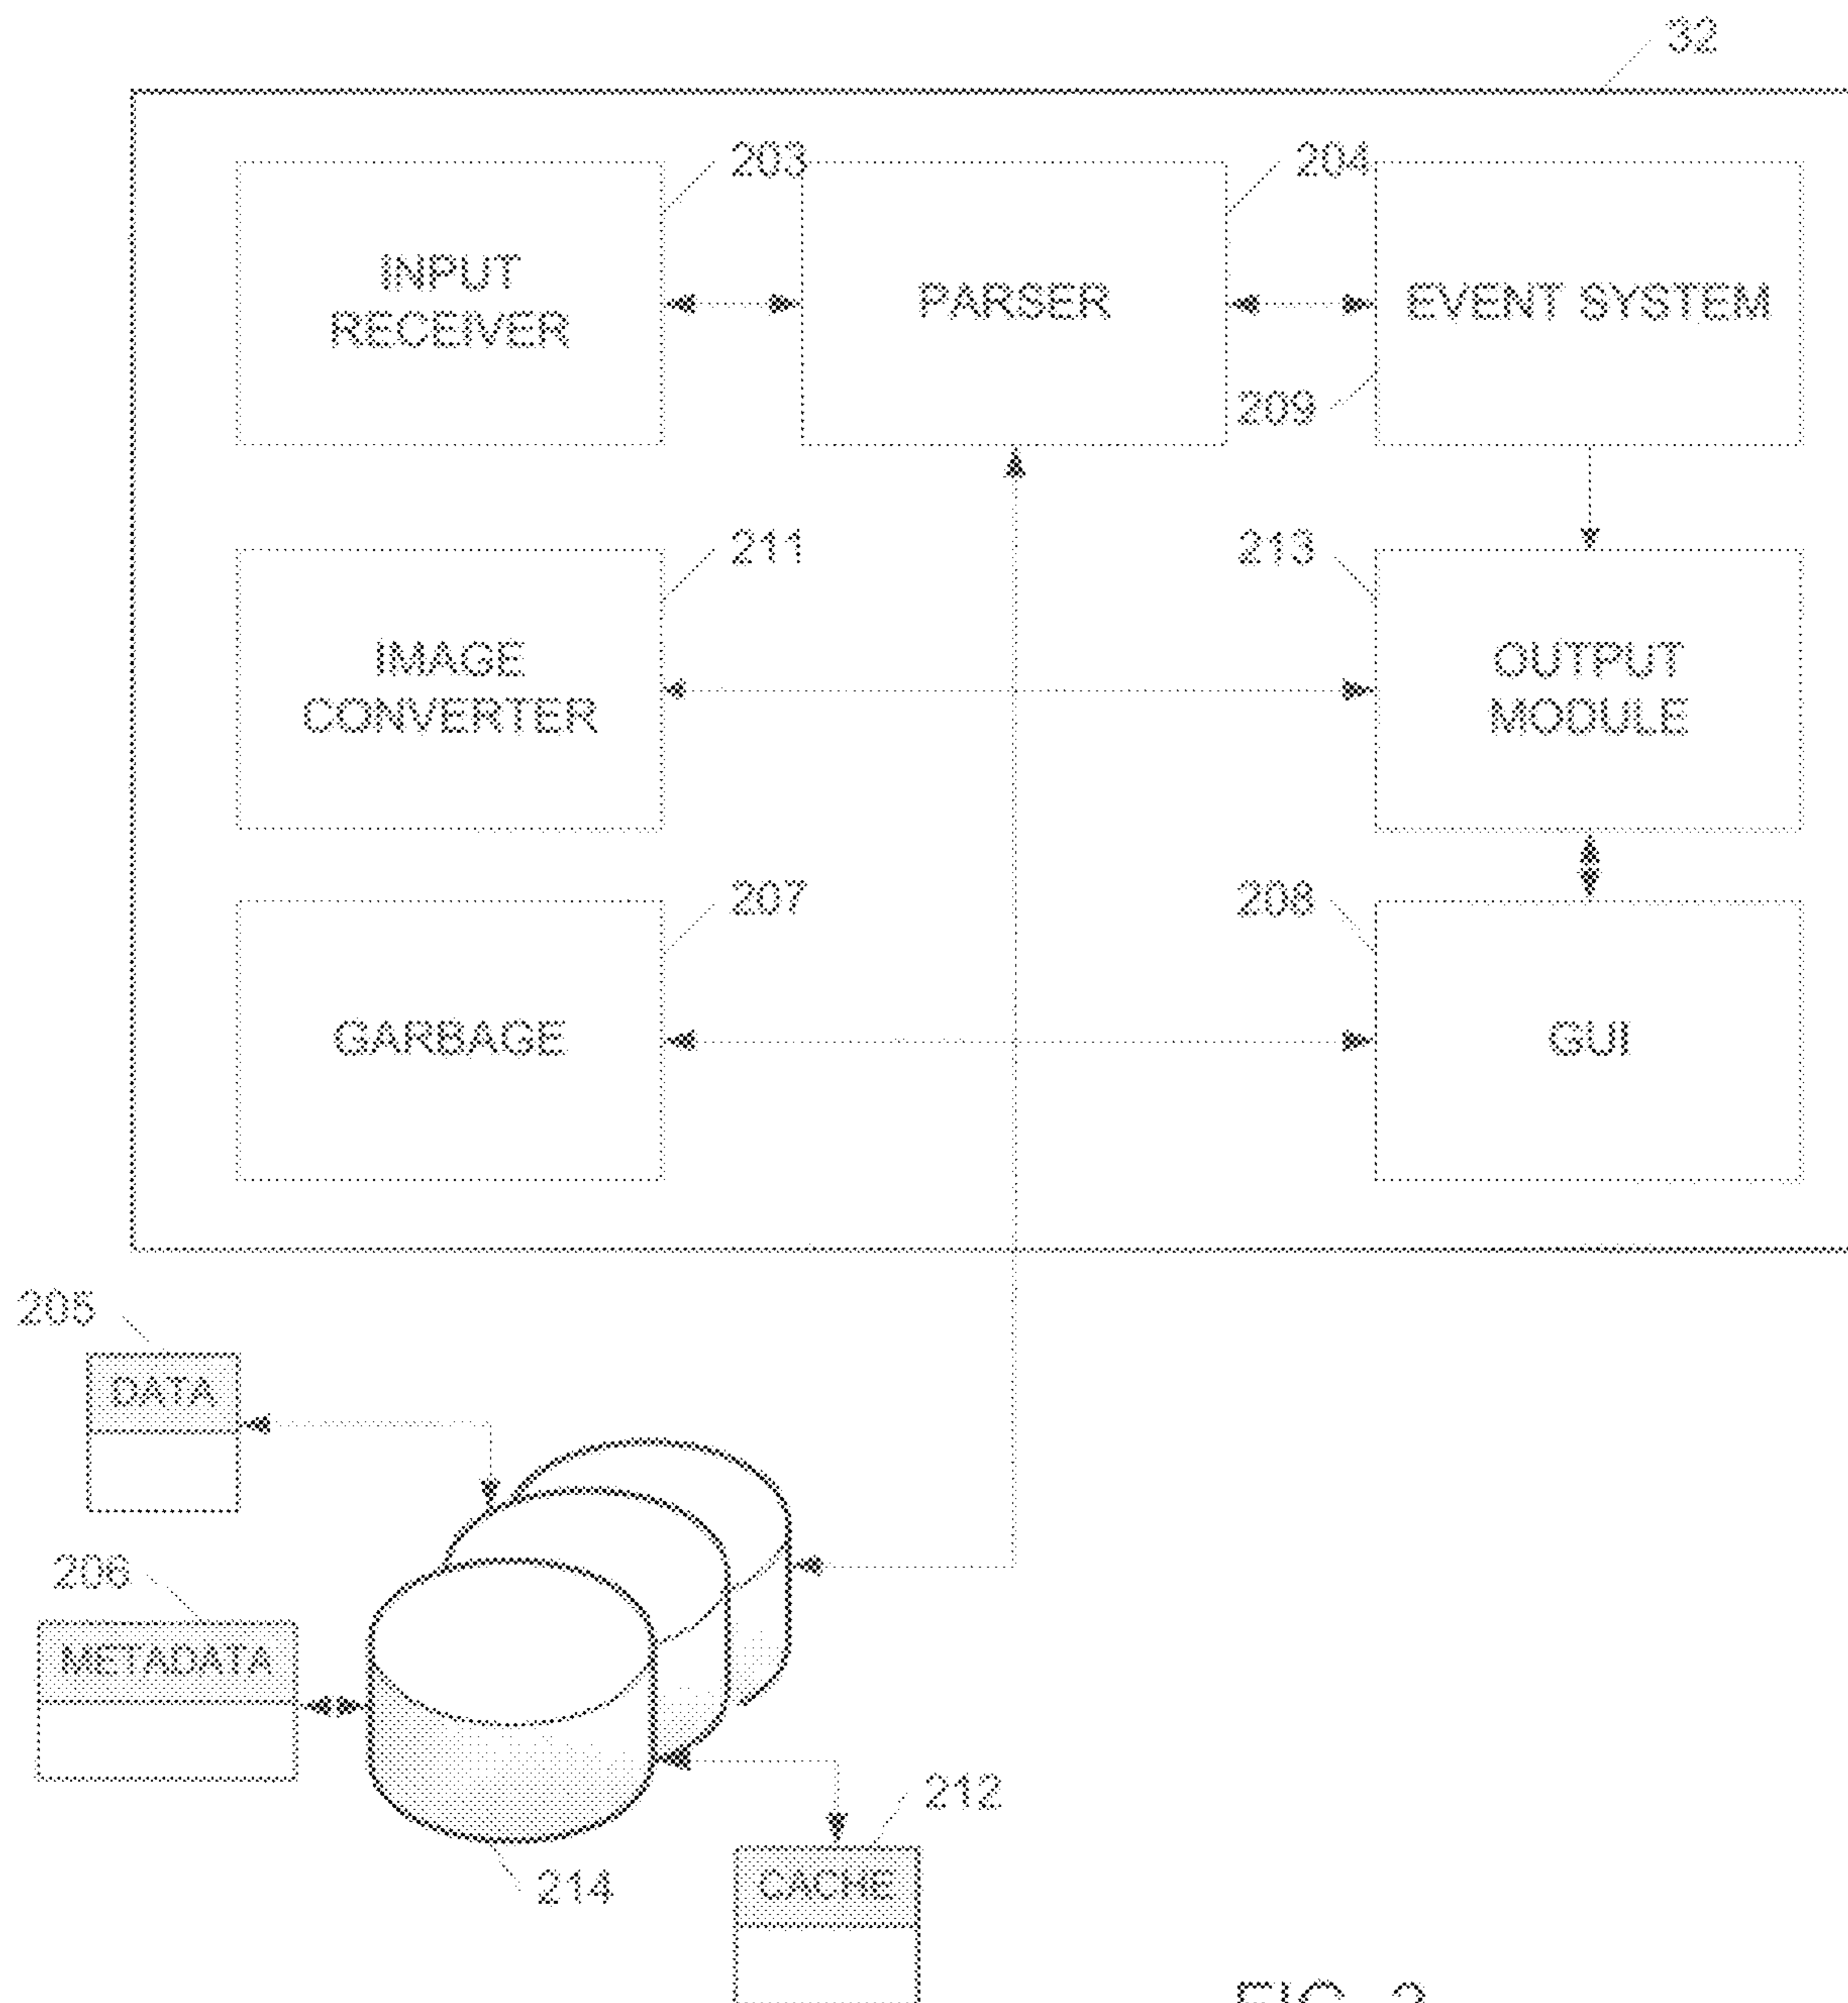 32
203
204
INPUT
RECEIVER
PARSER
EVENT SYSTEM
209
211
213
IMAGE
CONVERTER
OUTPUT
MODULE
207
208
GARBAGE
GUI
205
DATA
206
METADATA
212
214
CACHE